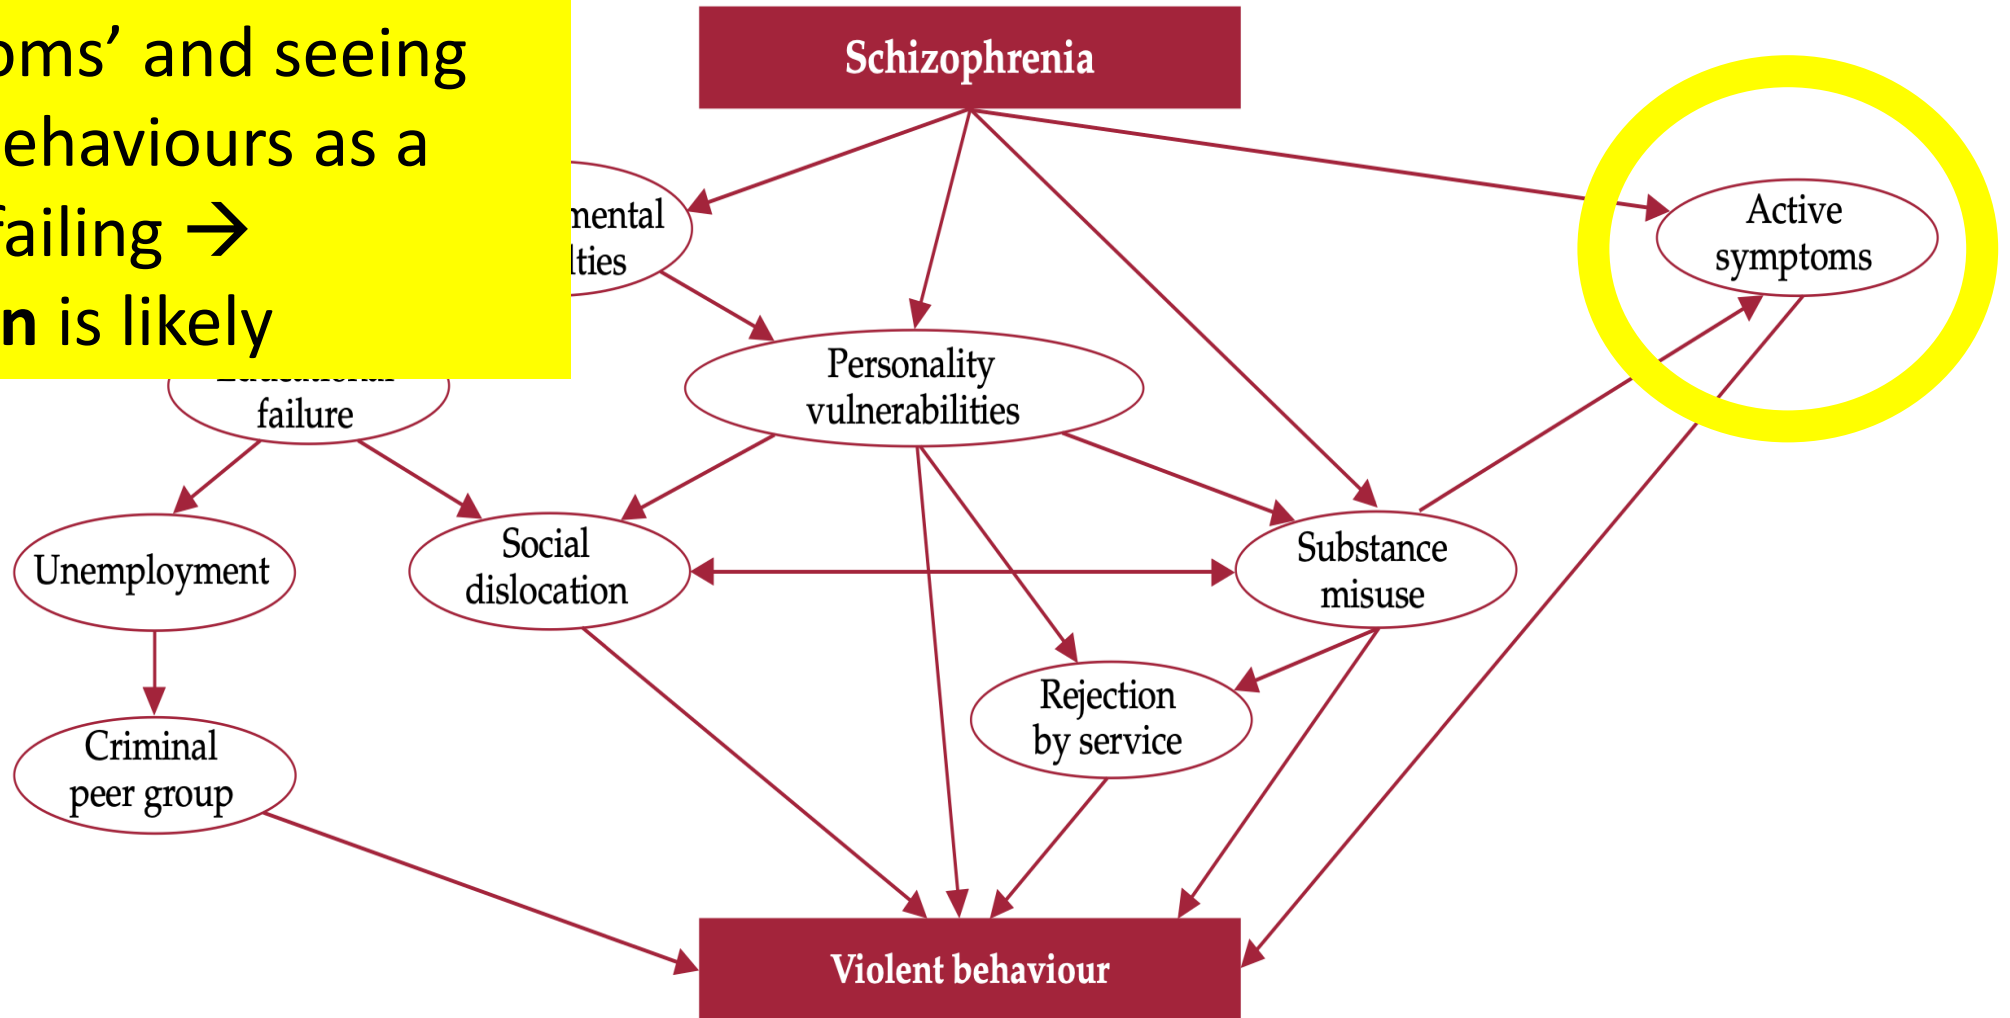 oms’ and seeing
ehaviours as a
failing →
n is likely
Schizophrenia
mental
lties
Active
symptoms
Personality
vulnerabilities
failure
Unemployment
Social
dislocation
Substance
misuse
Rejection
by service
Criminal
peer group
Violent behaviour